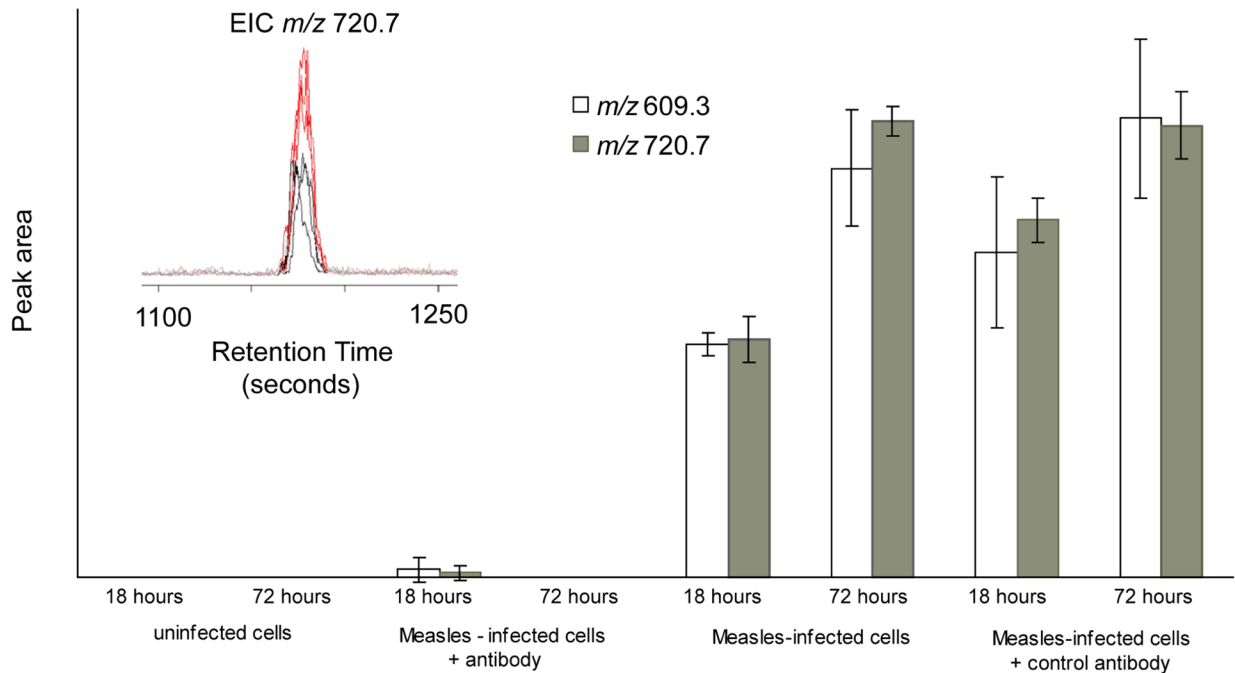 EIC m/z 720.7
m/z 609.3
m/z 720.7
Peak area
1100
1250
Retention Time
(seconds)
18 hours
72 hours
18 hours
72 hours
18 hours
72 hours
18 hours
72 hours
uninfected cells
Measles - infected cells
+ antibody
Measles-infected cells
Measles-infected cells
+ control antibody